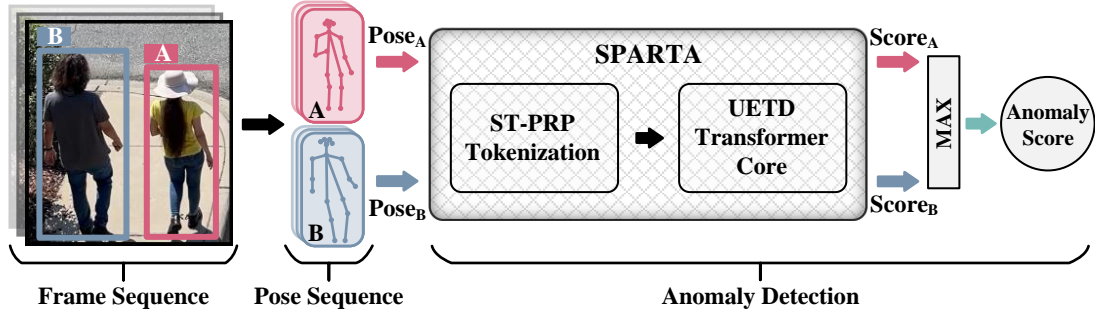 B
A
A
B
Pose_A
Pose_B
SPARTA
ST-PRP
Tokenization
UETD
Transformer
Core
Score_A
Score_B
MAX
Anomaly
Score
Frame Sequence
Pose Sequence
Anomaly Detection